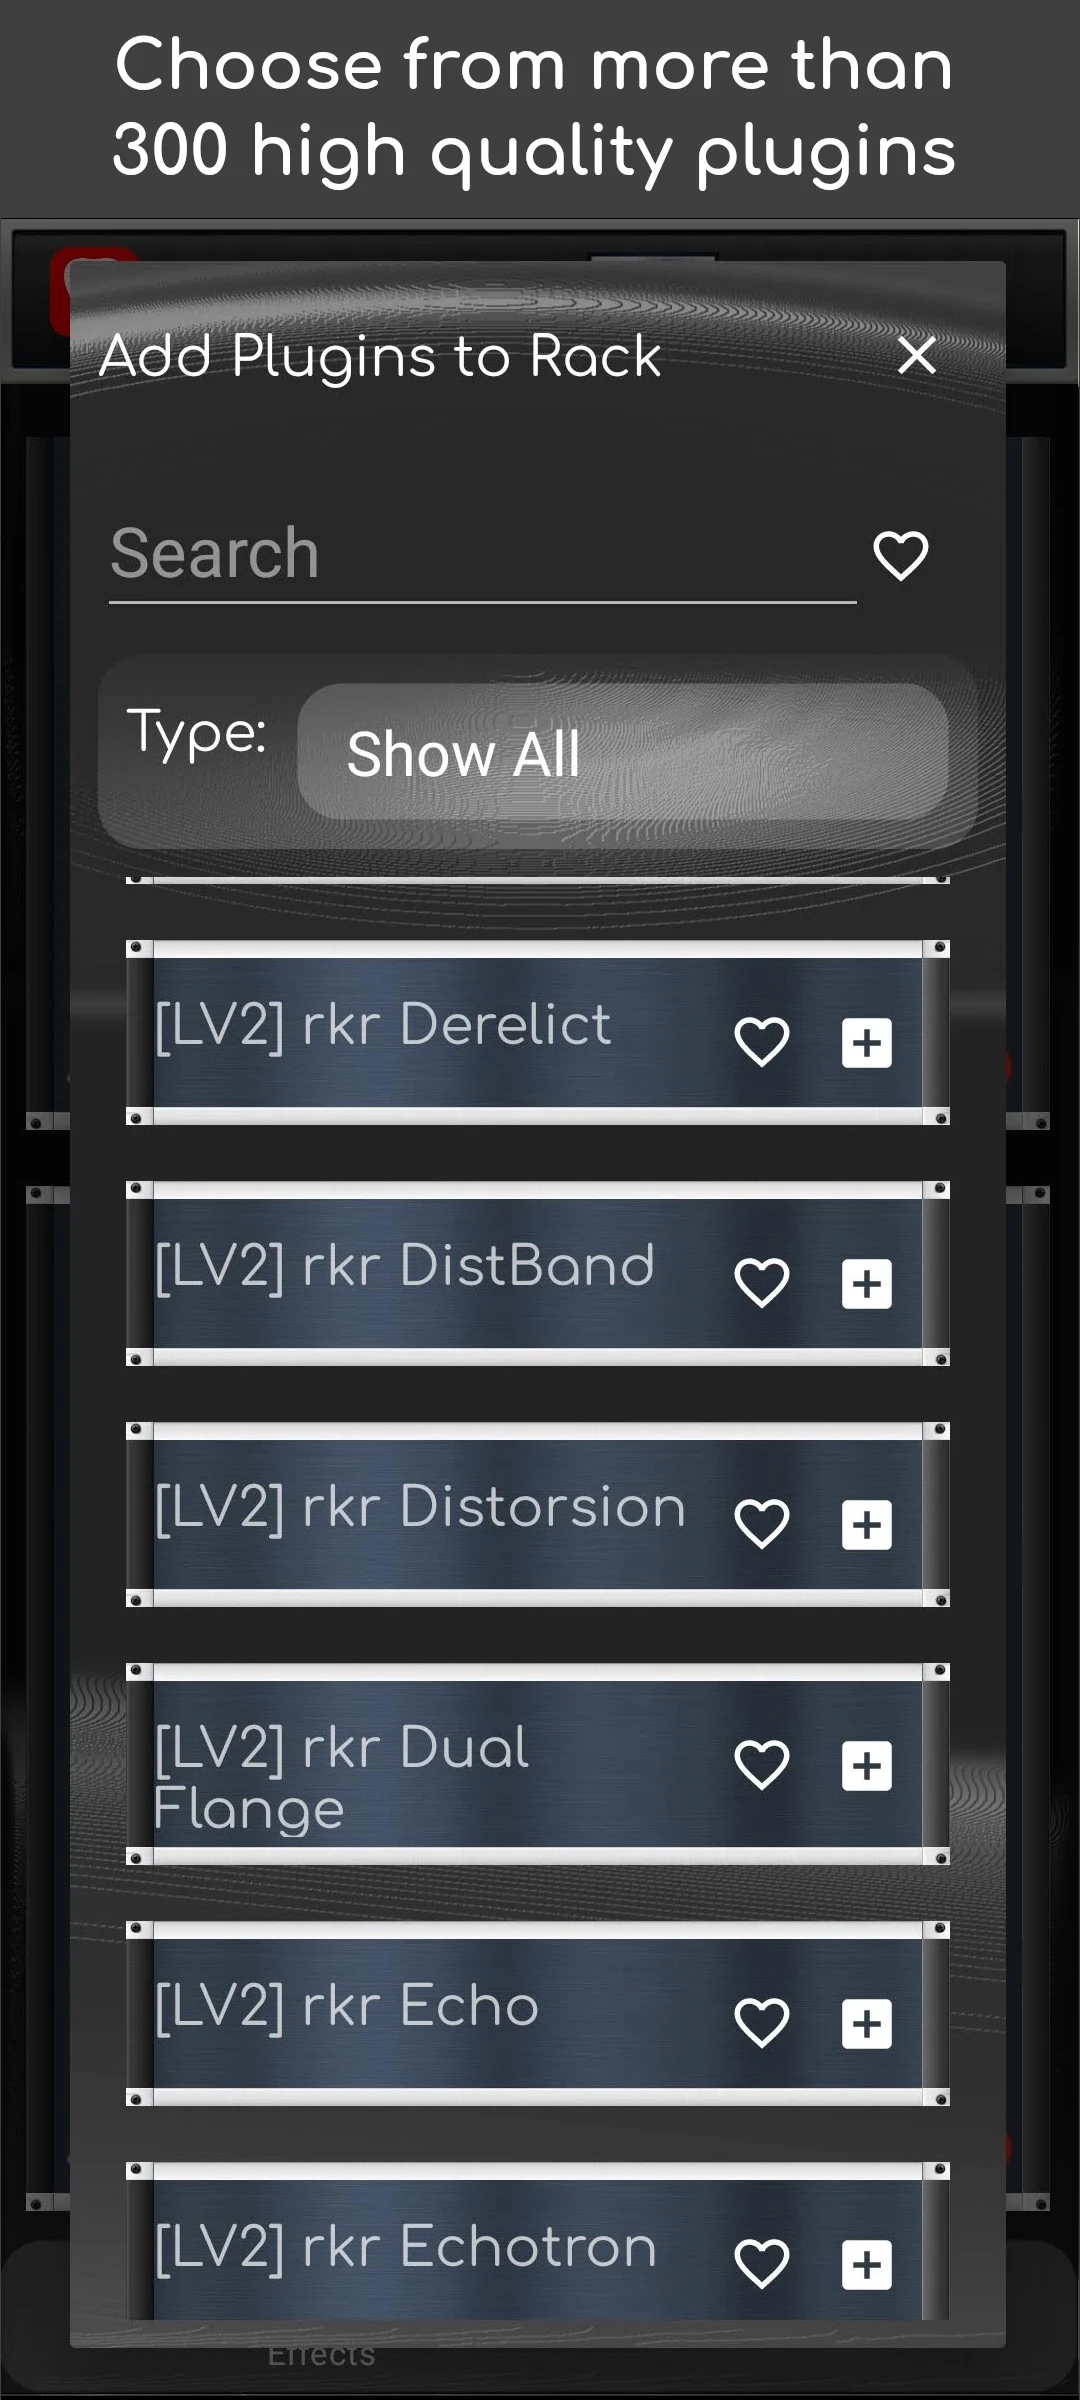 Choose from more than
300 high quality plugins
Add Plugins to Rack
Search
Type:
Show All
[LV2] rkr Derelict
[LV2] rkr DistBand
[LV2] rkr Distorsion
[LV2] rkr Dual
Flange
[LV2] rkr Echo
[LV2] rkr Echotron
Effects